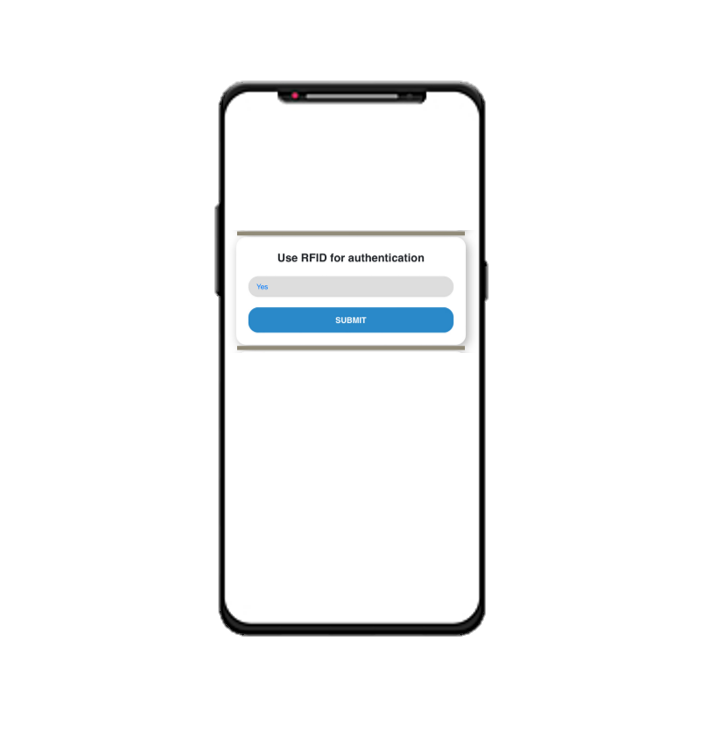 Use RFID for authentication
Yes
SUBMIT